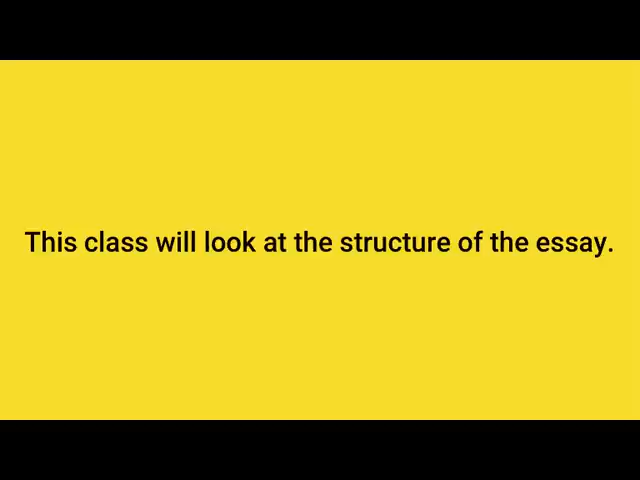 This class will look at the structure of the essay.